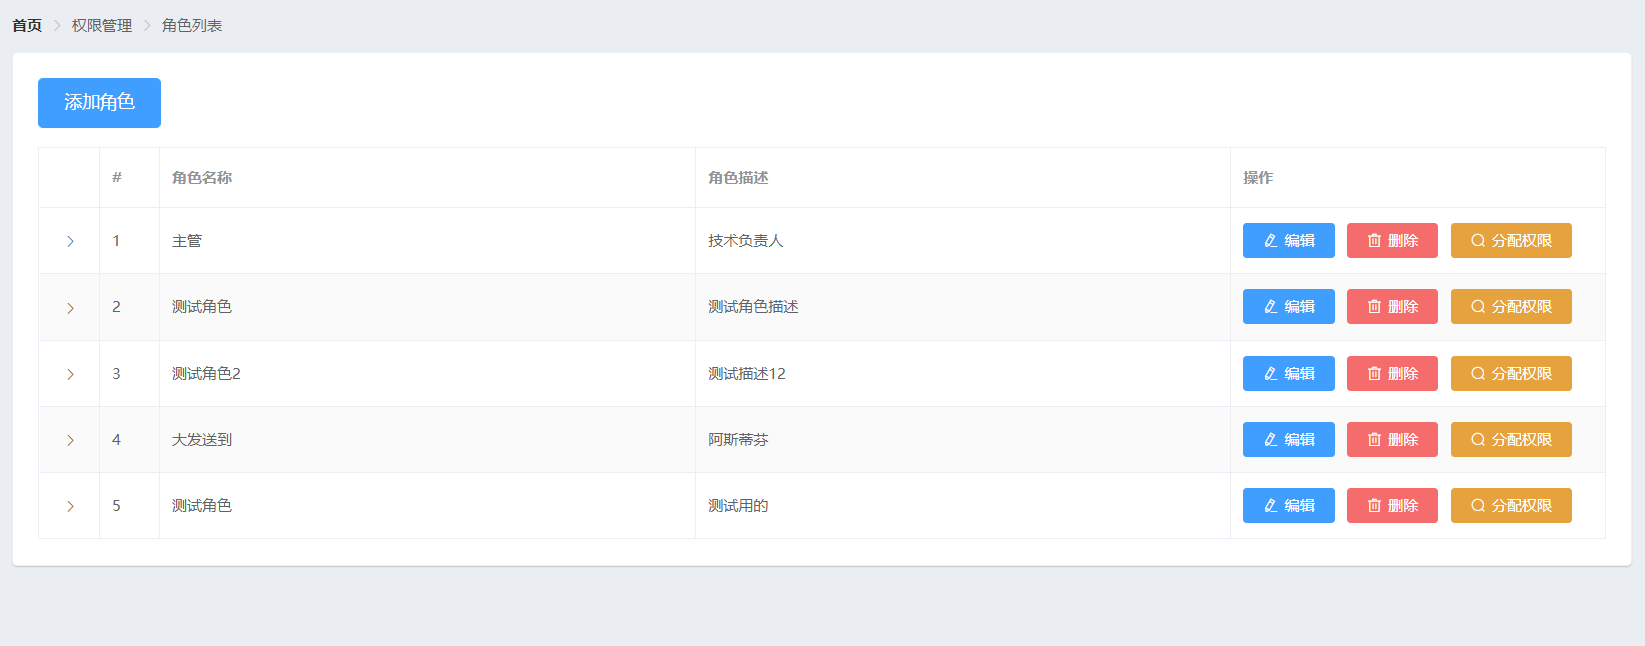 首页 权限管理 角色列表
添加角色
# 角色名称 角色描述 操作
1 主管 技术负责人 编辑 删除 分配权限
2 测试角色 测试角色描述 编辑 删除 分配权限
3 测试角色2 测试描述12 编辑 删除 分配权限
4 大发送到 阿斯蒂芬 编辑 删除 分配权限
5 测试角色 测试用的 编辑 删除 分配权限